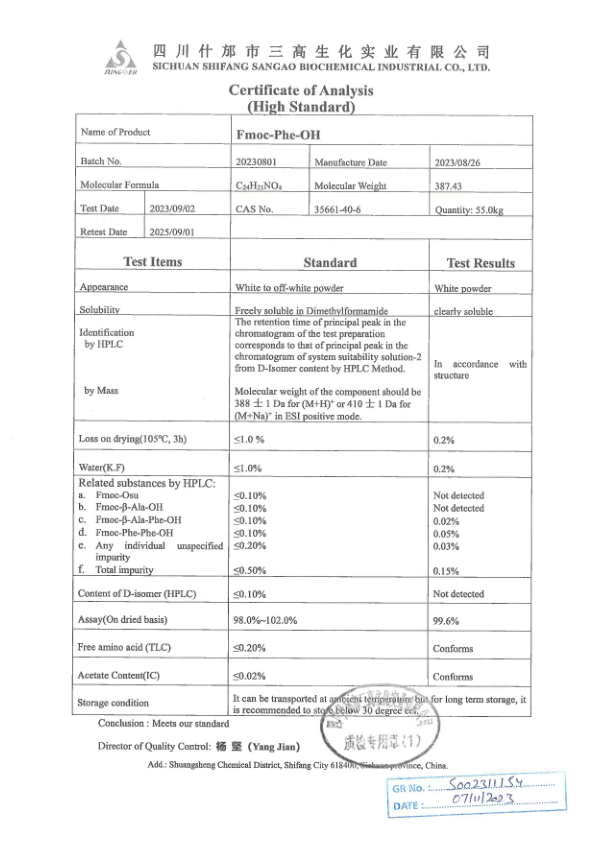 四川什邡市三高生化实业有限公司
SICHUAN SHIFANG SANGAO BIOCHEMICAL INDUSTRIAL CO., LTD.
Certificate of Analysis
(High Standard)
Name of Product Fmoc-Phe-OH
Batch No. 20230801 Manufacture Date 2023/08/26
Molecular Formula C₂₄H₂₁NO₄ Molecular Weight 387.43
Test Date 2023/09/02 CAS No. 35661-40-6 Quantity: 55.0kg
Retest Date 2025/09/01
Test Items Standard Test Results
Appearance White to off-white powder White powder
Solubility Freely soluble in Dimethylformamide clearly soluble
Identification
by HPLC
The retention time of principal peak in the
chromatogram of the test preparation
corresponds to that of principal peak in the
chromatogram of system suitability solution-2
from D-Isomer content by HPLC Method.
In accordance with
structure
by Mass
Molecular weight of the component should be
388 ± 1 Da for (M+H)⁺ or 410 ± 1 Da for
(M+Na)⁺ in ESI positive mode.
Loss on drying(105℃, 3h) ≤1.0 % 0.2%
Water(K.F) ≤1.0% 0.2%
Related substances by HPLC:
a. Fmoc-Osu ≤0.10% Not detected
b. Fmoc-β-Ala-OH ≤0.10% Not detected
c. Fmoc-β-Ala-Phe-OH ≤0.10% 0.02%
d. Fmoc-Phe-Phe-OH ≤0.10% 0.05%
e. Any individual unspecified ≤0.20% 0.03%
impurity
f. Total impurity ≤0.50% 0.15%
Content of D-isomer (HPLC) ≤0.10% Not detected
Assay(On dried basis) 98.0%~102.0% 99.6%
Free amino acid (TLC) ≤0.20% Conforms
Acetate Content(IC) ≤0.02% Conforms
Storage condition
It can be transported at ambient temperature but for long term storage, it
is recommended to store below 30 degree
Conclusion : Meets our standard
质检专用章(1)
Director of Quality Control: 杨 坚 (Yang Jian)
Add.: Shuangsheng Chemical District, Shifang City 618400, Sichuan province, China.
GR No. : 5002311154
DATE : 07/11/2023